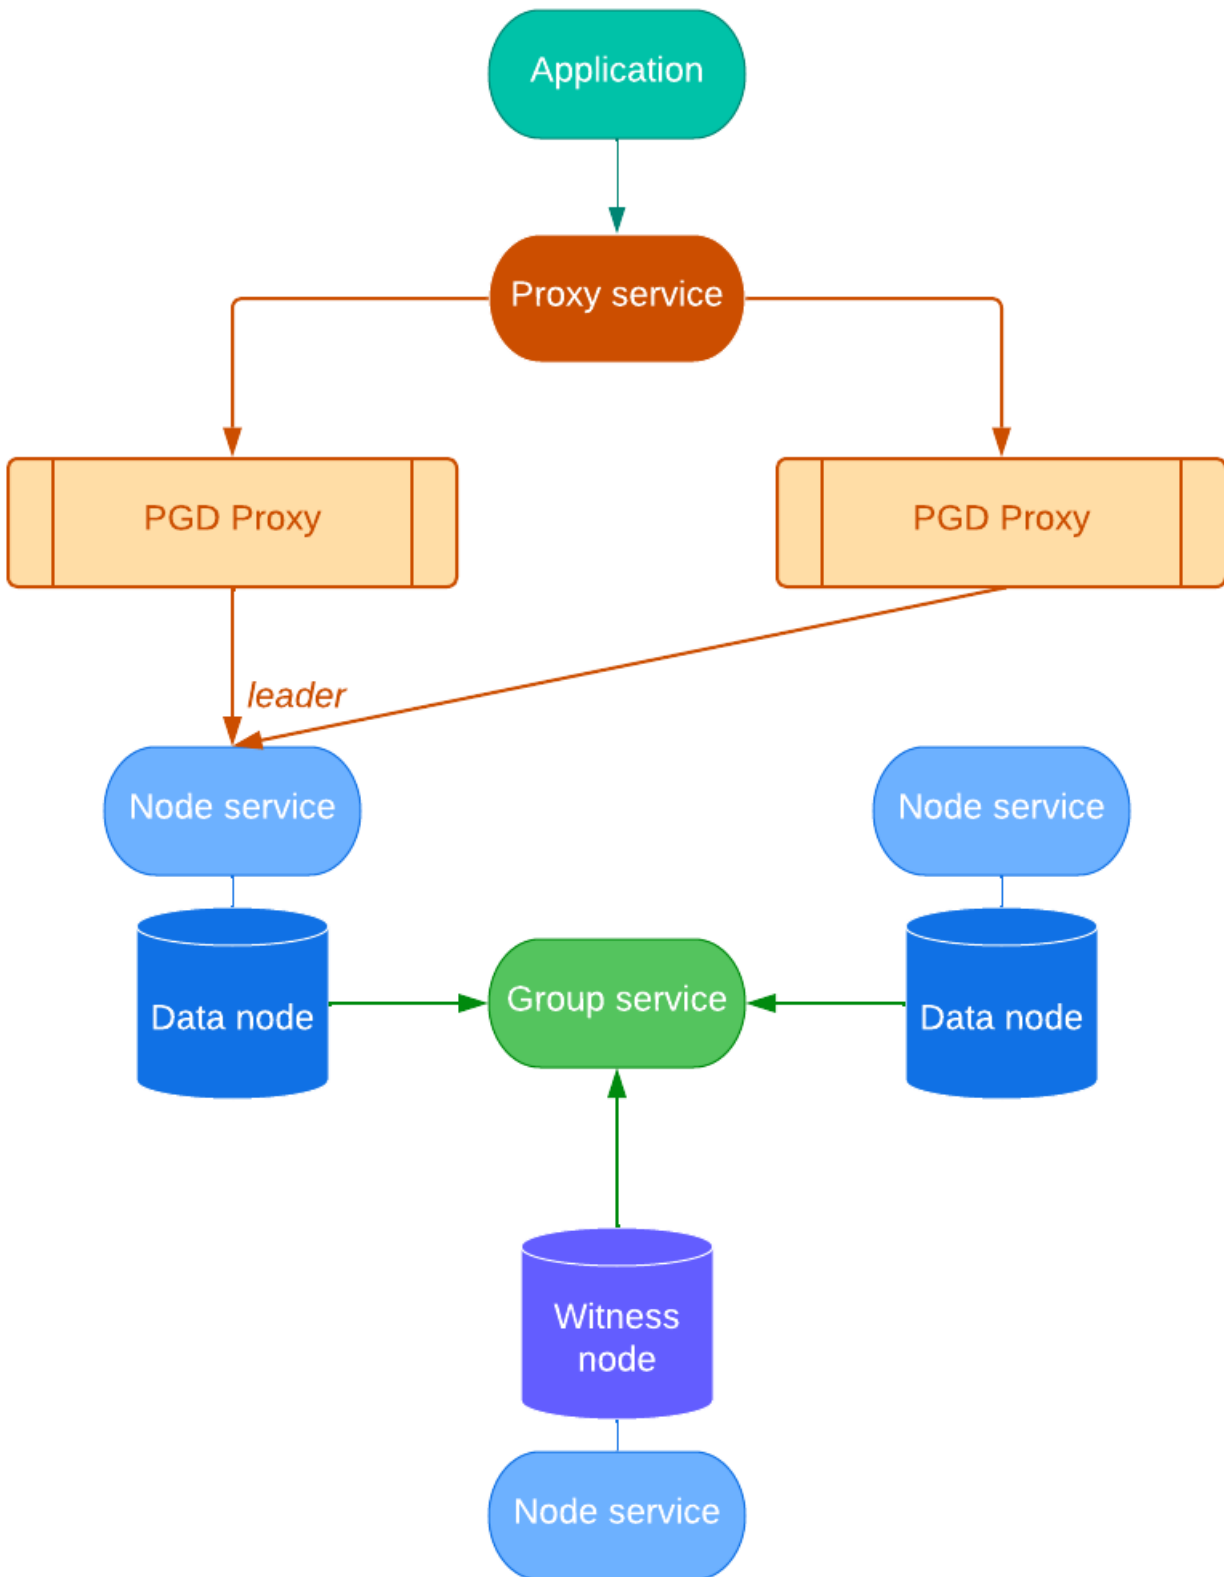 Application
Proxy service
PGD Proxy
PGD Proxy
leader
Node service
Node service
Data node
Group service
Data node
Witness
node
Node service